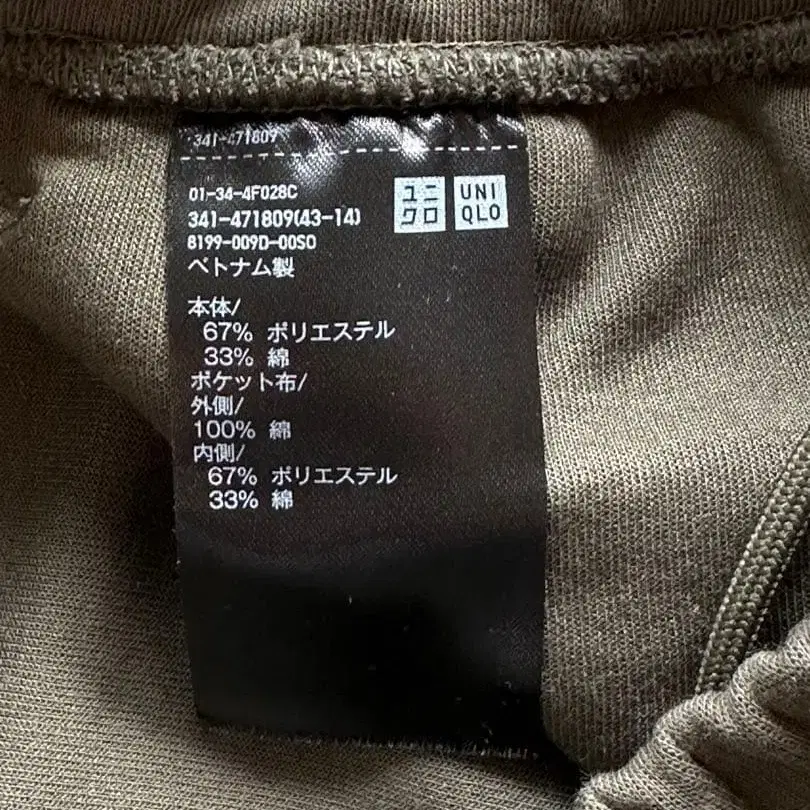 341-471809
01-34-4F028C
341-471809(43-14)
8199-009D-00S0
ベトナム製
ユニ
クロ
UNI
QLO
本体/
67% ポリエステル
33% 綿
ポケット布/
外側/
100% 綿
内側/
67% ポリエステル
33% 綿